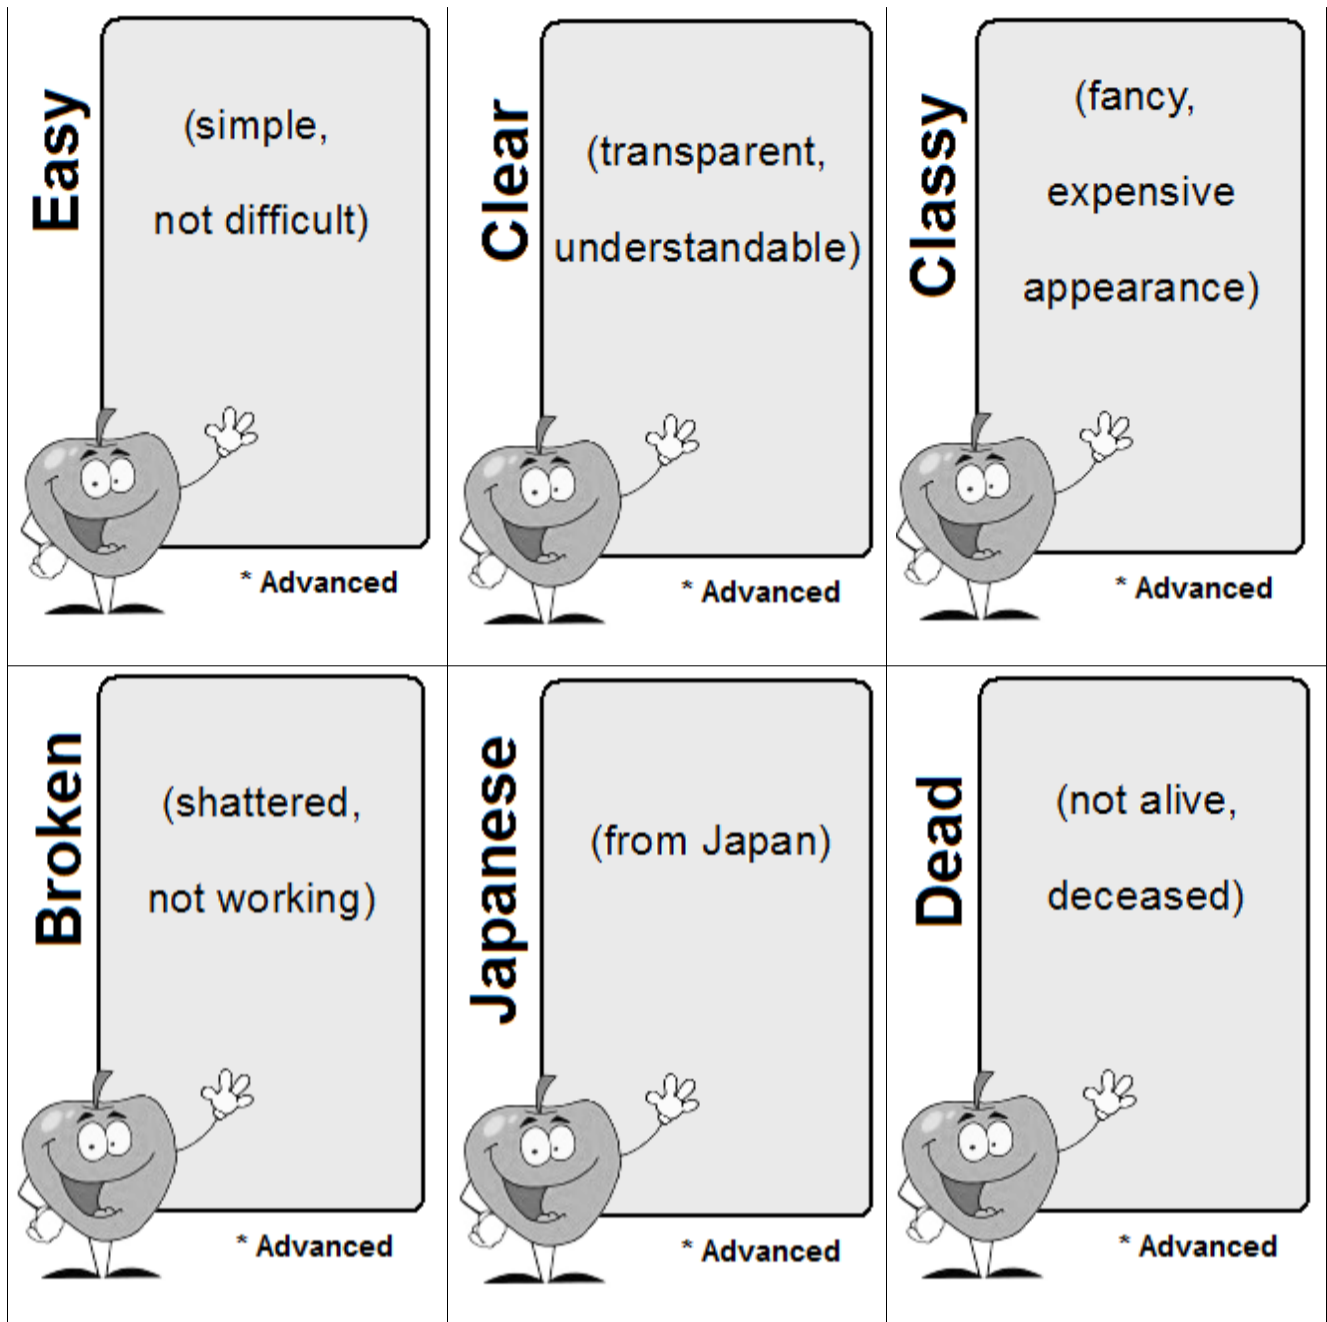 Easy
(simple,
not difficult)
* Advanced
Clear
(transparent,
understandable)
* Advanced
Classy
(fancy,
expensive
appearance)
* Advanced
Broken
(shattered,
not working)
* Advanced
Japanese
(from Japan)
* Advanced
Dead
(not alive,
deceased)
* Advanced